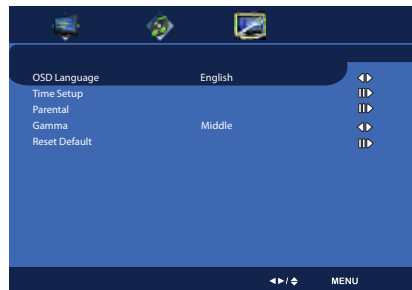 OSD Language English
Time Setup
Parental
Gamma Middle
Reset Default
/ MENU